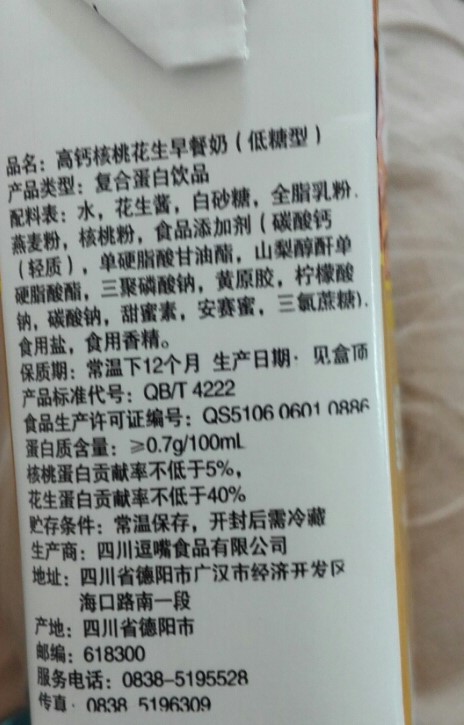 品名：高钙核桃花生早餐奶（低糖型）
产品类型：复合蛋白饮品
配料表：水，花生酱，白砂糖，全脂乳粉，
燕麦粉，核桃粉，食品添加剂（碳酸钙
（轻质），单硬脂酸甘油酯，山梨醇酐单
硬脂酸酯，三聚磷酸钠，黄原胶，柠檬酸
钠，碳酸钠，甜蜜素，安赛蜜，三氯蔗糖），
食用盐，食用香精。
保质期：常温下12个月 生产日期：见盒顶
产品标准代号：QB/T 4222
食品生产许可证编号：QS5106 0601 0886
蛋白质含量：≥0.7g/100mL
核桃蛋白贡献率不低于5%，
花生蛋白贡献率不低于40%
贮存条件：常温保存，开封后需冷藏
生产商：四川逗嘴食品有限公司
地址：四川省德阳市广汉市经济开发区
海口路南一段
产地：四川省德阳市
邮编：618300
服务电话：0838-5195528
传真：0838-5196309